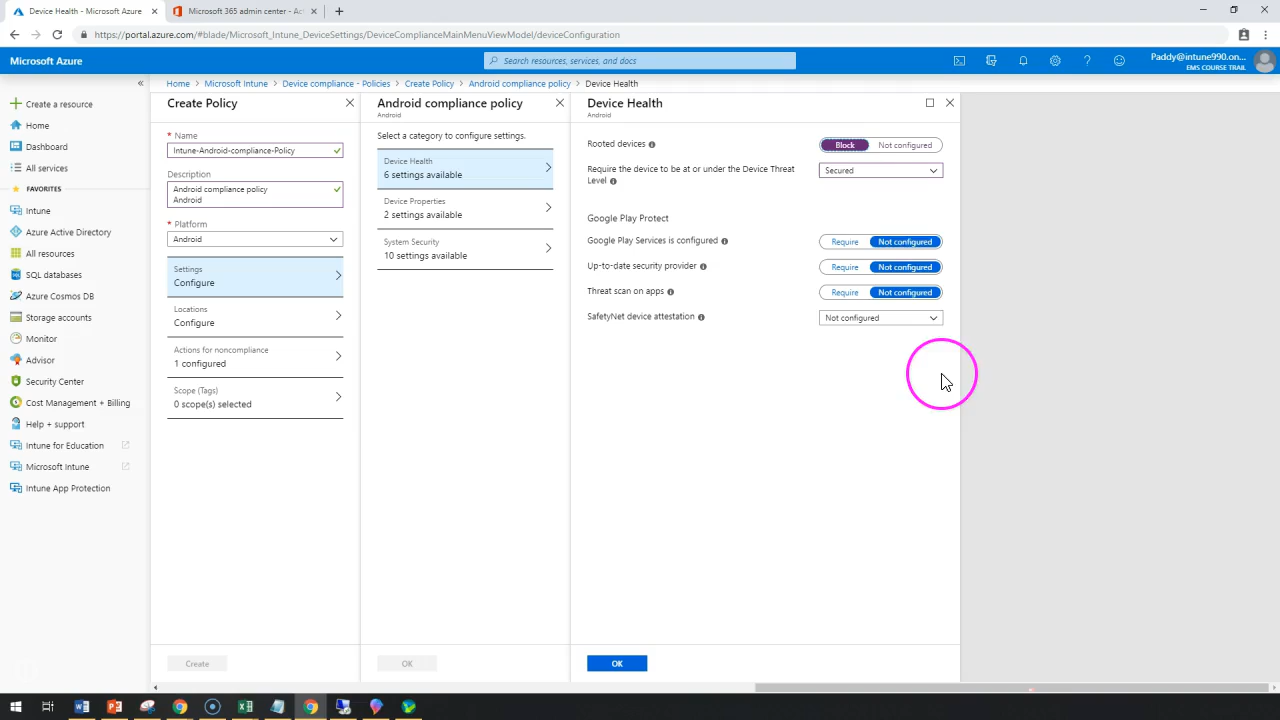 Device Health - Microsoft Azure
Microsoft 365 admin center - Act
https://portal.azure.com/#blade/Microsoft_Intune_DeviceSettings/DeviceComplianceMainMenuViewModel/deviceConfiguration
Microsoft Azure
Search resources, services, and docs
Paddy@intune990.on...
EMS COURSE TRAIL
Home
Microsoft Intune
Device compliance - Policies
Create Policy
Android compliance policy
Device Health
Create a resource
Home
Dashboard
All services
FAVORITES
Intune
Azure Active Directory
All resources
SQL databases
Azure Cosmos DB
Storage accounts
Monitor
Advisor
Security Center
Cost Management + Billing
Help + support
Intune for Education
Microsoft Intune
Intune App Protection
Create Policy
* Name
Intune-Android-compliance-Policy
Description
Android compliance policy
Android
* Platform
Android
Settings
Configure
Locations
Configure
Actions for noncompliance
1 configured
Scope (Tags)
0 scope(s) selected
Create
Android compliance policy
Android
Select a category to configure settings.
Device Health
6 settings available
Device Properties
2 settings available
System Security
10 settings available
OK
Device Health
Android
Rooted devices
Block
Not configured
Require the device to be at or under the Device Threat
Level
Secured
Google Play Protect
Google Play Services is configured
Require
Not configured
Up-to-date security provider
Require
Not configured
Threat scan on apps
Require
Not configured
SafetyNet device attestation
Not configured
OK